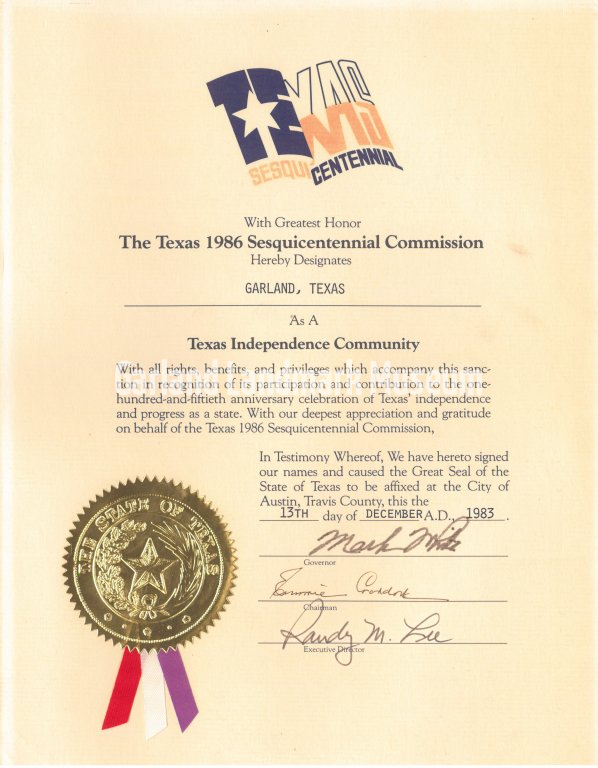 TEXAS
SESQUICENTENNIAL
With Greatest Honor
The Texas 1986 Sesquicentennial Commission
Hereby Designates
GARLAND, TEXAS
As A
Texas Independence Community
With all rights, benefits, and privileges which accompany this sanc-
tion in recognition of its participation and contribution to the one-
hundred-and-fiftieth anniversary celebration of Texas' independence
and progress as a state. With our deepest appreciation and gratitude
on behalf of the Texas 1986 Sesquicentennial Commission,
In Testimony Whereof, We have hereto signed
our names and caused the Great Seal of the
State of Texas to be affixed at the City of
Austin, Travis County, this the
13TH day of DECEMBER A.D., 1983.
Mark White
Governor
Chairman
Randy M. Lee
Executive Director
STATE OF TEXAS